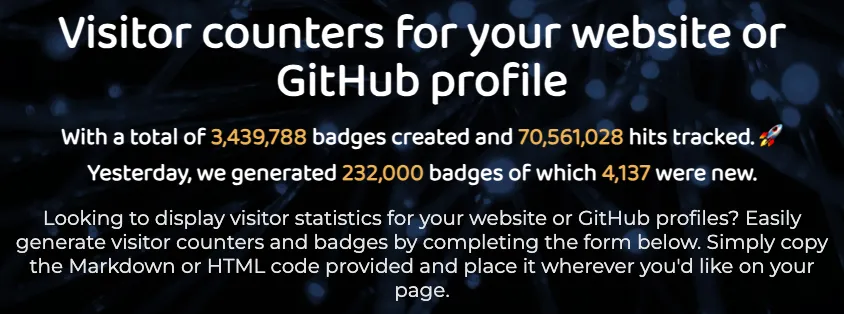 Visitor counters for your website or
GitHub profile
With a total of 3,439,788 badges created and 70,561,028 hits tracked. 🚀
Yesterday, we generated 232,000 badges of which 4,137 were new.
Looking to display visitor statistics for your website or GitHub profiles? Easily
generate visitor counters and badges by completing the form below. Simply copy
the Markdown or HTML code provided and place it wherever you'd like on your
page.